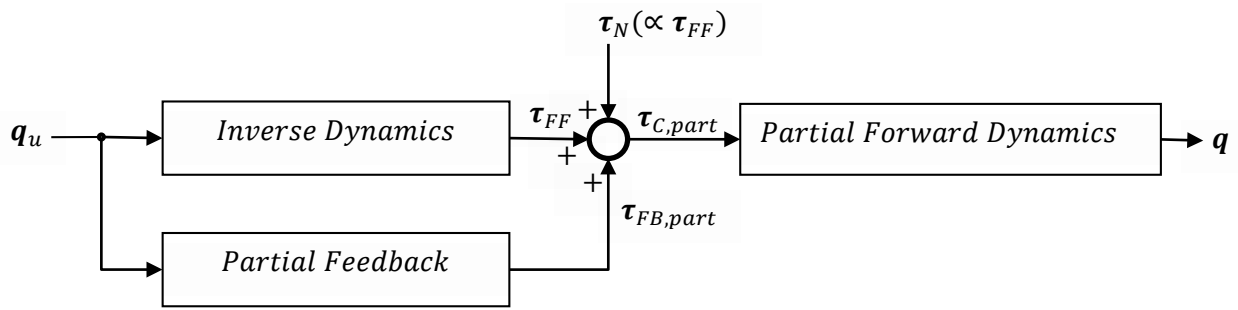 τ_N(∝ τ_FF)
q_u
Inverse Dynamics
τ_FF
+
+
+
τ_C,part
Partial Forward Dynamics
q
τ_FB,part
Partial Feedback